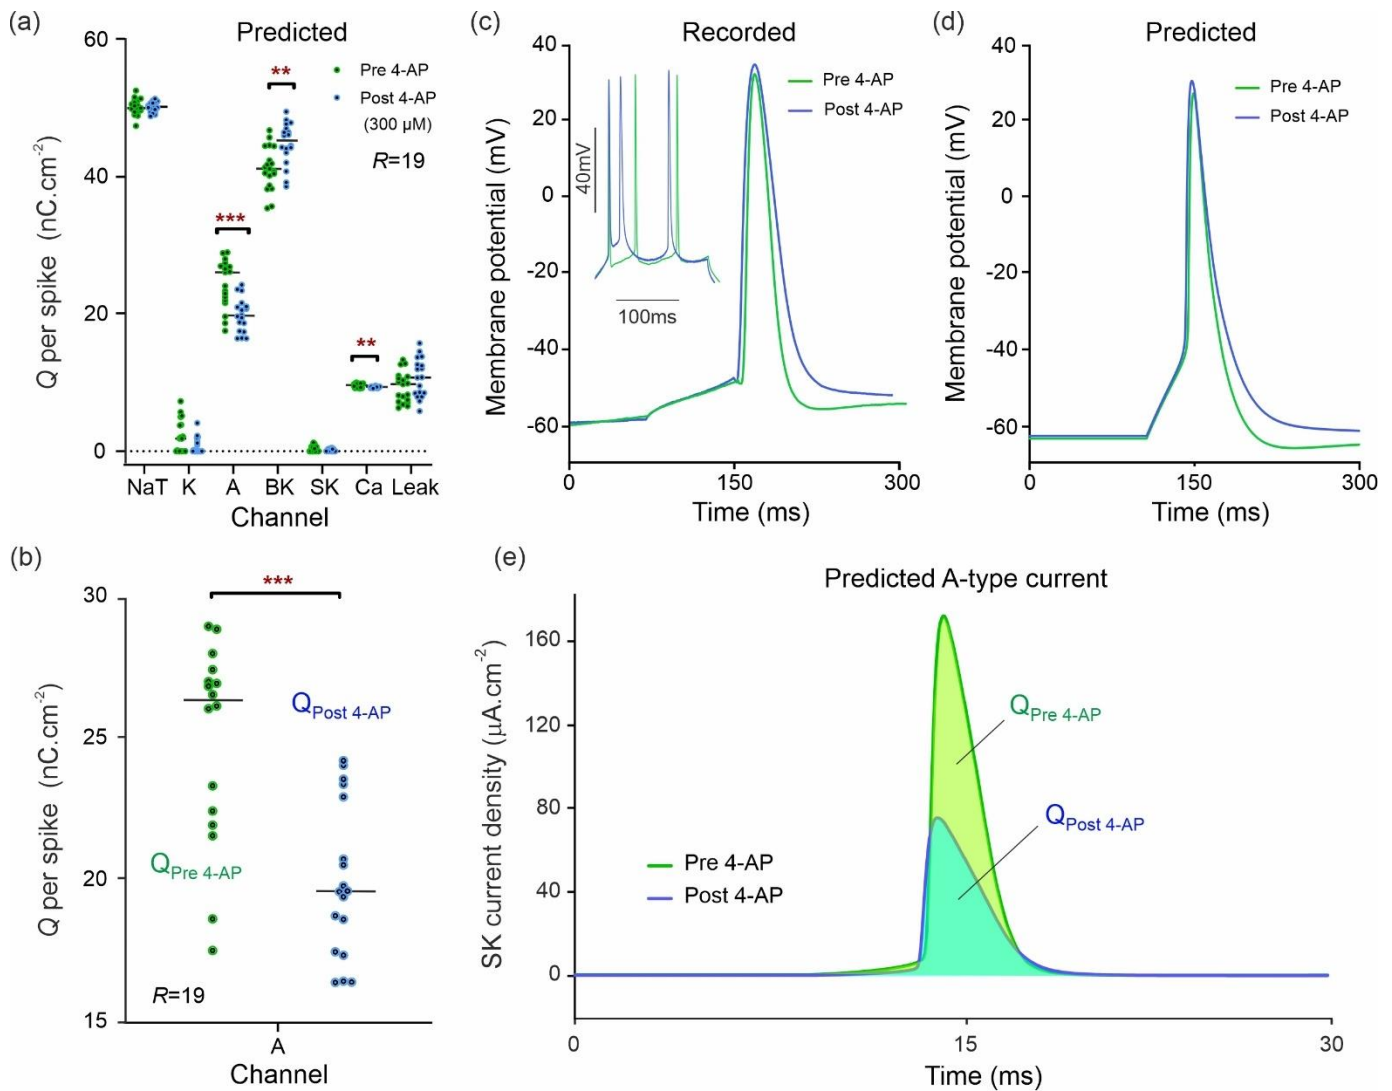 (a)
Predicted
60
40
20
0
Q per spike (nC.cm-2)
Pre 4-AP
Post 4-AP
(300 μM)
R=19
***
**
**
NaT K A BK SK Ca Leak
Channel
(b)
***
30
25
20
15
Q per spike (nC.cm-2)
QPost 4-AP
QPre 4-AP
R=19
A
Channel
(c)
Recorded
40
20
0
-20
-40
-60
Membrane potential (mV)
Pre 4-AP
Post 4-AP
40mV
100ms
0 150 300
Time (ms)
(d)
Predicted
40
20
0
-20
-40
-60
Membrane potential (mV)
Pre 4-AP
Post 4-AP
0 150 300
Time (ms)
(e)
Predicted A-type current
160
120
80
40
0
SK current density (μA.cm-2)
QPre 4-AP
QPost 4-AP
Pre 4-AP
Post 4-AP
0 15 30
Time (ms)